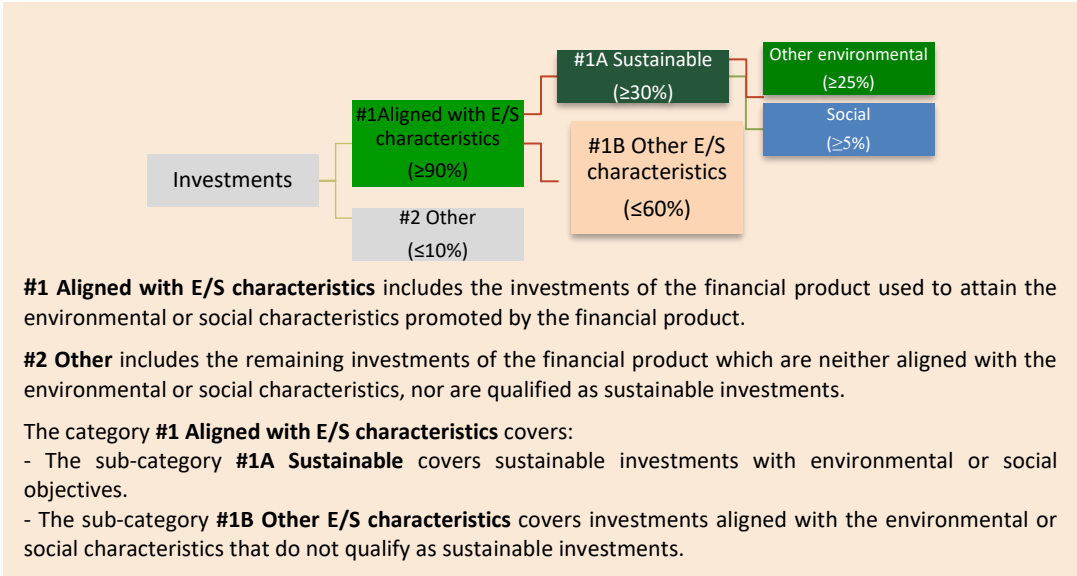 #1A Sustainable
(≥30%)
Other environmental
(≥25%)
Social
(≥5%)
#1Aligned with E/S
characteristics
(≥90%)
#1B Other E/S
characteristics
(≤60%)
Investments
#2 Other
(≤10%)
#1 Aligned with E/S characteristics includes the investments of the financial product used to attain the
environmental or social characteristics promoted by the financial product.
#2 Other includes the remaining investments of the financial product which are neither aligned with the
environmental or social characteristics, nor are qualified as sustainable investments.
The category #1 Aligned with E/S characteristics covers:
- The sub-category #1A Sustainable covers sustainable investments with environmental or social
objectives.
- The sub-category #1B Other E/S characteristics covers investments aligned with the environmental or
social characteristics that do not qualify as sustainable investments.